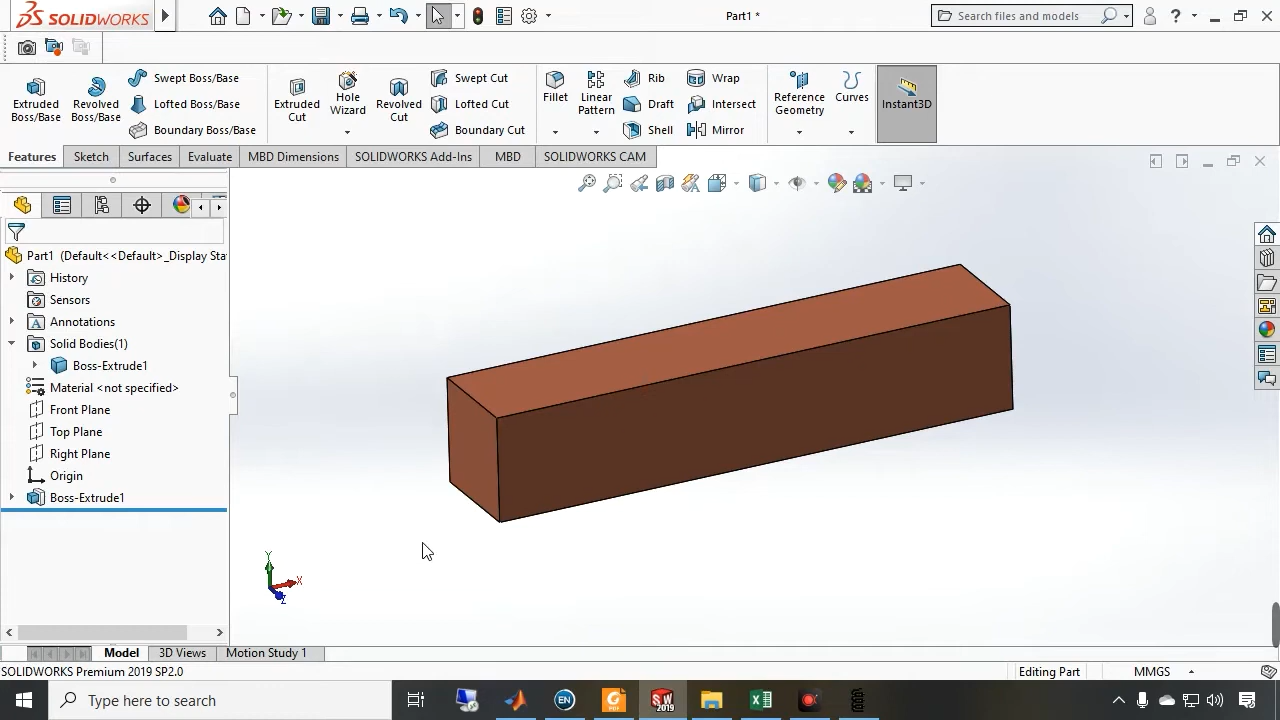 SOLIDWORKS
Part1 *
Search files and models
Extruded Boss/Base
Revolved Boss/Base
Swept Boss/Base
Lofted Boss/Base
Boundary Boss/Base
Extruded Cut
Hole Wizard
Revolved Cut
Swept Cut
Lofted Cut
Boundary Cut
Fillet
Linear Pattern
Rib
Draft
Shell
Wrap
Intersect
Mirror
Reference Geometry
Curves
Instant3D
Features
Sketch
Surfaces
Evaluate
MBD Dimensions
SOLIDWORKS Add-Ins
MBD
SOLIDWORKS CAM
Part1 (Default<<Default>_Display Sta
History
Sensors
Annotations
Solid Bodies(1)
Boss-Extrude1
Material <not specified>
Front Plane
Top Plane
Right Plane
Origin
Boss-Extrude1
Y
X
Z
Model
3D Views
Motion Study 1
SOLIDWORKS Premium 2019 SP2.0
Editing Part
MMGS
Type here to search
EN
SW
2019